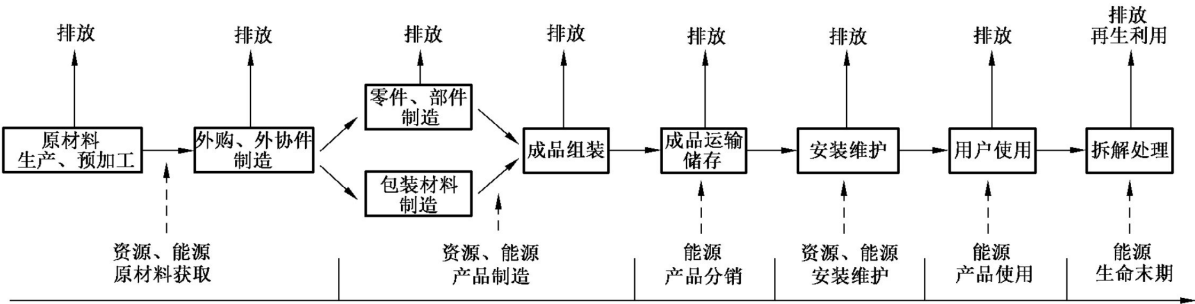 排放
排放
排放
排放
排放
排放
排放
排放
再生利用
原材料
生产、预加工
外购、外协件
制造
零件、部件
制造
包装材料
制造
成品组装
成品运输
储存
安装维护
用户使用
拆解处理
资源、能源
原材料获取
资源、能源
产品制造
能源
产品分销
资源、能源
安装维护
能源
产品使用
能源
生命末期